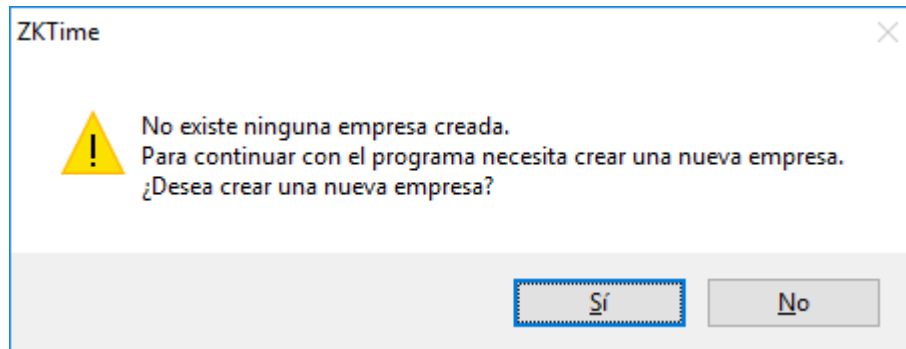 ZKTime
No existe ninguna empresa creada.
Para continuar con el programa necesita crear una nueva empresa.
¿Desea crear una nueva empresa?
Sí
No